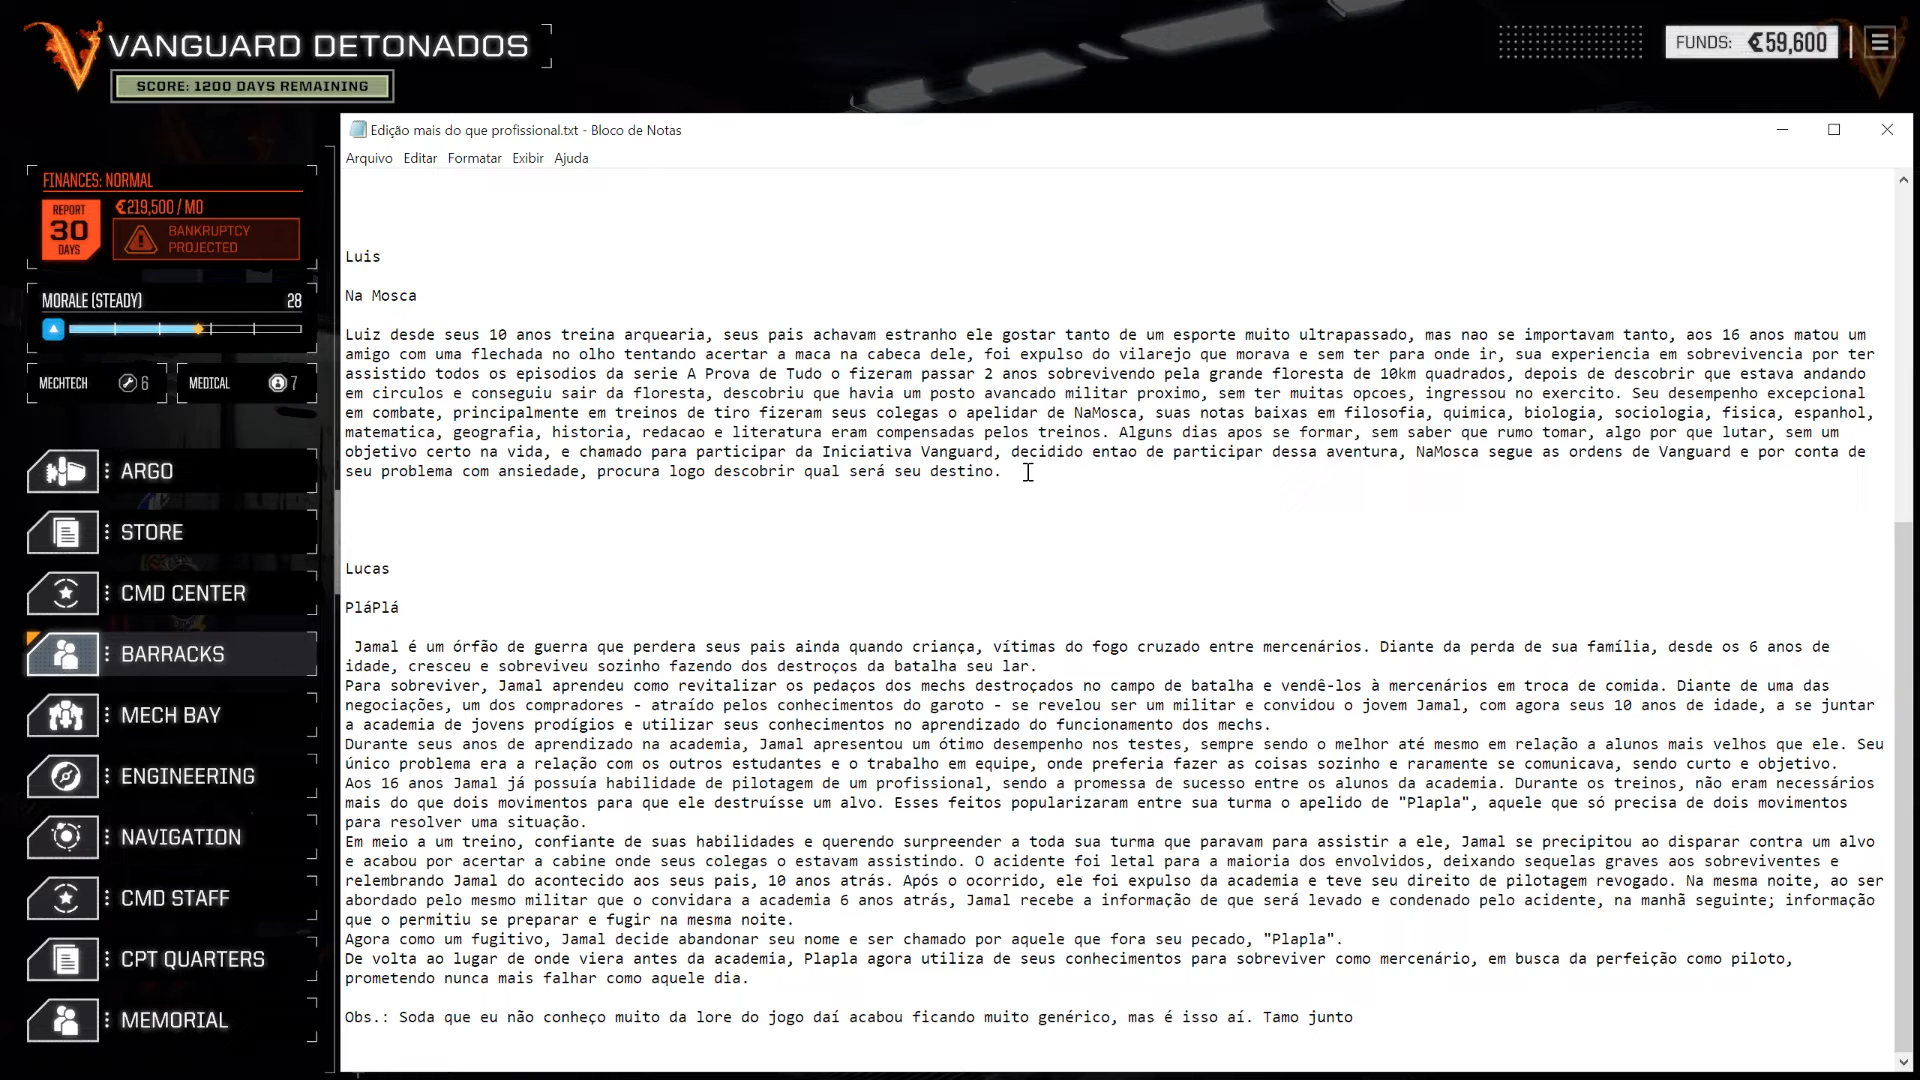 VANGUARD DETONADOS
SCORE: 1200 DAYS REMAINING
FUNDS: €59,600
FINANCES: NORMAL
REPORT
30
DAYS
€219,500 / MO
BANKRUPTCY
PROJECTED
MORALE (STEADY) 28
MECHTECH 6
MEDICAL 7
ARGO
STORE
CMD CENTER
BARRACKS
MECH BAY
ENGINEERING
NAVIGATION
CMD STAFF
CPT QUARTERS
MEMORIAL
Edição mais do que profissional.txt - Bloco de Notas
Arquivo Editar Formatar Exibir Ajuda
Luis
Na Mosca
Luiz desde seus 10 anos treina arquearia, seus pais achavam estranho ele gostar tanto de um esporte muito ultrapassado, mas nao se importavam tanto, aos 16 anos matou um
amigo com uma flechada no olho tentando acertar a maca na cabeca dele, foi expulso do vilarejo que morava e sem ter para onde ir, sua experiencia em sobrevivencia por ter
assistido todos os episodios da serie A Prova de Tudo o fizeram passar 2 anos sobrevivendo pela grande floresta de 10km quadrados, depois de descobrir que estava andando
em circulos e conseguiu sair da floresta, descobriu que havia um posto avancado militar proximo, sem ter muitas opcoes, ingressou no exercito. Seu desempenho excepcional
em combate, principalmente em treinos de tiro fizeram seus colegas o apelidar de NaMosca, suas notas baixas em filosofia, quimica, biologia, sociologia, fisica, espanhol,
matematica, geografia, historia, redacao e literatura eram compensadas pelos treinos. Alguns dias apos se formar, sem saber que rumo tomar, algo por que lutar, sem um
objetivo certo na vida, e chamado para participar da Iniciativa Vanguard, decidido entao de participar dessa aventura, NaMosca segue as ordens de Vanguard e por conta de
seu problema com ansiedade, procura logo descobrir qual será seu destino.
Lucas
PláPlá
Jamal é um órfão de guerra que perdera seus pais ainda quando criança, vítimas do fogo cruzado entre mercenários. Diante da perda de sua família, desde os 6 anos de
idade, cresceu e sobreviveu sozinho fazendo dos destroços da batalha seu lar.
Para sobreviver, Jamal aprendeu como revitalizar os pedaços dos mechs destroçados no campo de batalha e vendê-los à mercenários em troca de comida. Diante de uma das
negociações, um dos compradores - atraído pelos conhecimentos do garoto - se revelou ser um militar e convidou o jovem Jamal, com agora seus 10 anos de idade, a se juntar
a academia de jovens prodígios e utilizar seus conhecimentos no aprendizado do funcionamento dos mechs.
Durante seus anos de aprendizado na academia, Jamal apresentou um ótimo desempenho nos testes, sempre sendo o melhor até mesmo em relação a alunos mais velhos que ele. Seu
único problema era a relação com os outros estudantes e o trabalho em equipe, onde preferia fazer as coisas sozinho e raramente se comunicava, sendo curto e objetivo.
Aos 16 anos Jamal já possuía habilidade de pilotagem de um profissional, sendo a promessa de sucesso entre os alunos da academia. Durante os treinos, não eram necessários
mais do que dois movimentos para que ele destruísse um alvo. Esses feitos popularizaram entre sua turma o apelido de "Plapla", aquele que só precisa de dois movimentos
para resolver uma situação.
Em meio a um treino, confiante de suas habilidades e querendo surpreender a toda sua turma que paravam para assistir a ele, Jamal se precipitou ao disparar contra um alvo
e acabou por acertar a cabine onde seus colegas o estavam assistindo. O acidente foi letal para a maioria dos envolvidos, deixando sequelas graves aos sobreviventes e
relembrando Jamal do acontecido aos seus pais, 10 anos atrás. Após o ocorrido, ele foi expulso da academia e teve seu direito de pilotagem revogado. Na mesma noite, ao ser
abordado pelo mesmo militar que o convidara a academia 6 anos atrás, Jamal recebe a informação de que será levado e condenado pelo acidente, na manhã seguinte; informação
que o permitiu se preparar e fugir na mesma noite.
Agora como um fugitivo, Jamal decide abandonar seu nome e ser chamado por aquele que fora seu pecado, "Plapla".
De volta ao lugar de onde viera antes da academia, Plapla agora utiliza de seus conhecimentos para sobreviver como mercenário, em busca da perfeição como piloto,
prometendo nunca mais falhar como aquele dia.
Obs.: Soda que eu não conheço muito da lore do jogo daí acabou ficando muito genérico, mas é isso aí. Tamo junto